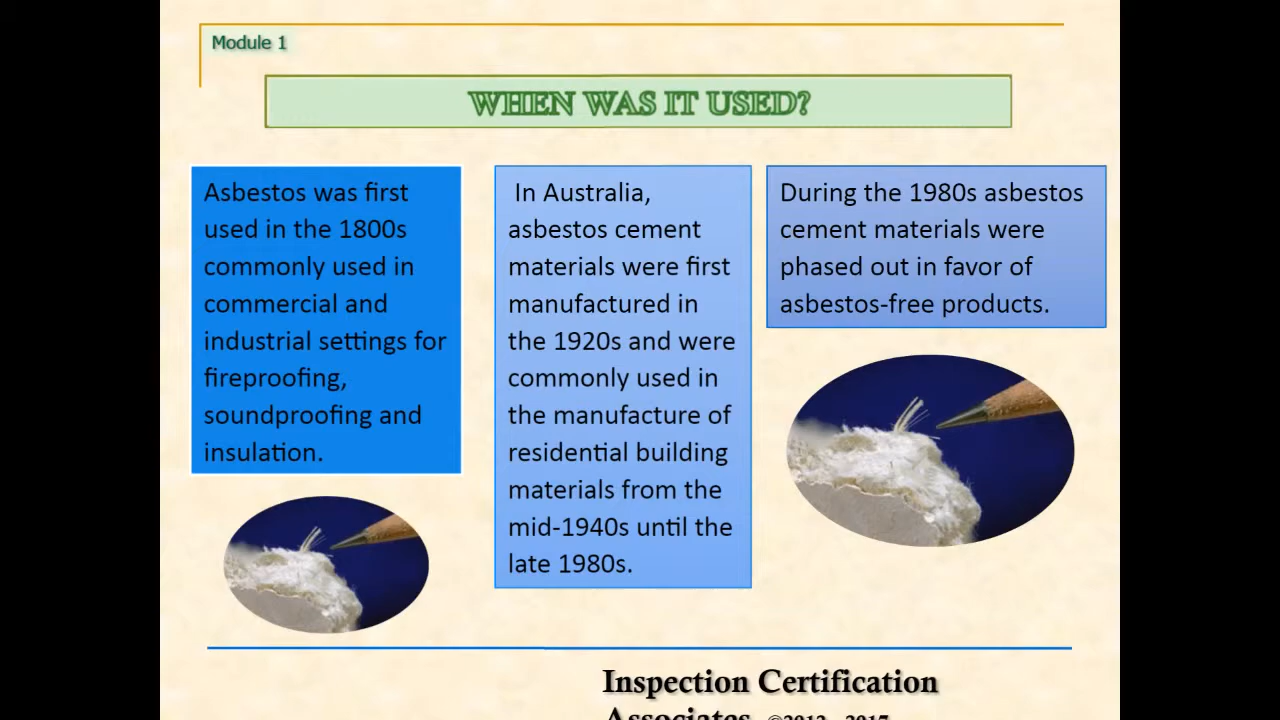 Module 1
WHEN WAS IT USED?
Asbestos was first
used in the 1800s
commonly used in
commercial and
industrial settings for
fireproofing,
soundproofing and
insulation.
In Australia,
asbestos cement
materials were first
manufactured in
the 1920s and were
commonly used in
the manufacture of
residential building
materials from the
mid-1940s until the
late 1980s.
During the 1980s asbestos
cement materials were
phased out in favor of
asbestos-free products.
Inspection Certification
Associates ©2012 - 2017